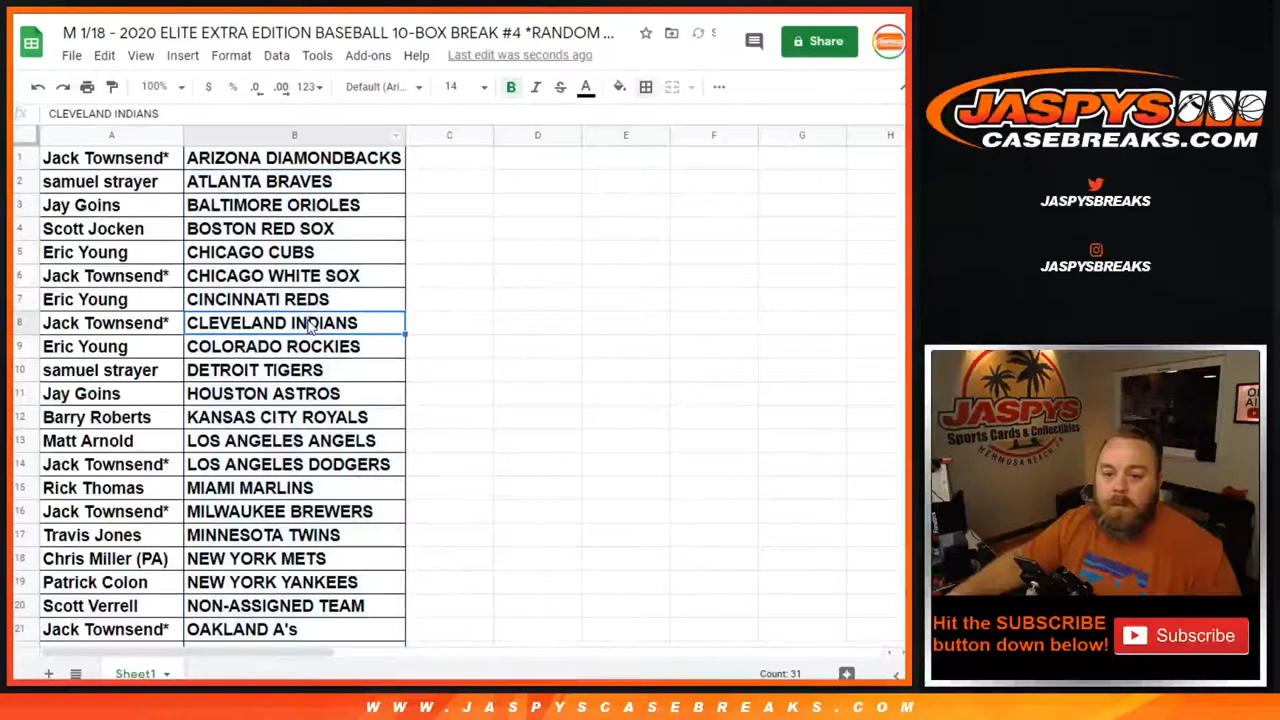 M 1/18 - 2020 ELITE EXTRA EDITION BASEBALL 10-BOX BREAK #4 *RANDOM ...
Share
File Edit View Insert Format Data Tools Add-ons Help Last edit was seconds ago
100% $ % .0 .00 123 Default (Ari... 14 B I S A
fx CLEVELAND INDIANS
A B C D E F G H
1 Jack Townsend* ARIZONA DIAMONDBACKS
2 samuel strayer ATLANTA BRAVES
3 Jay Goins BALTIMORE ORIOLES
4 Scott Jocken BOSTON RED SOX
5 Eric Young CHICAGO CUBS
6 Jack Townsend* CHICAGO WHITE SOX
7 Eric Young CINCINNATI REDS
8 Jack Townsend* CLEVELAND INDIANS
9 Eric Young COLORADO ROCKIES
10 samuel strayer DETROIT TIGERS
11 Jay Goins HOUSTON ASTROS
12 Barry Roberts KANSAS CITY ROYALS
13 Matt Arnold LOS ANGELES ANGELS
14 Jack Townsend* LOS ANGELES DODGERS
15 Rick Thomas MIAMI MARLINS
16 Jack Townsend* MILWAUKEE BREWERS
17 Travis Jones MINNESOTA TWINS
18 Chris Miller (PA) NEW YORK METS
19 Patrick Colon NEW YORK YANKEES
20 Scott Verrell NON-ASSIGNED TEAM
21 Jack Townsend* OAKLAND A's
Sheet1
Count: 31
JASPYS
CASEBREAKS.COM
JASPYSBREAKS
JASPYSBREAKS
JASPYS
Sports Cards & Collectibles
HERMOSA BEACH, CA
Hit the SUBSCRIBE
button down below!
Subscribe
WWW.JASPYSCASEBREAKS.COM